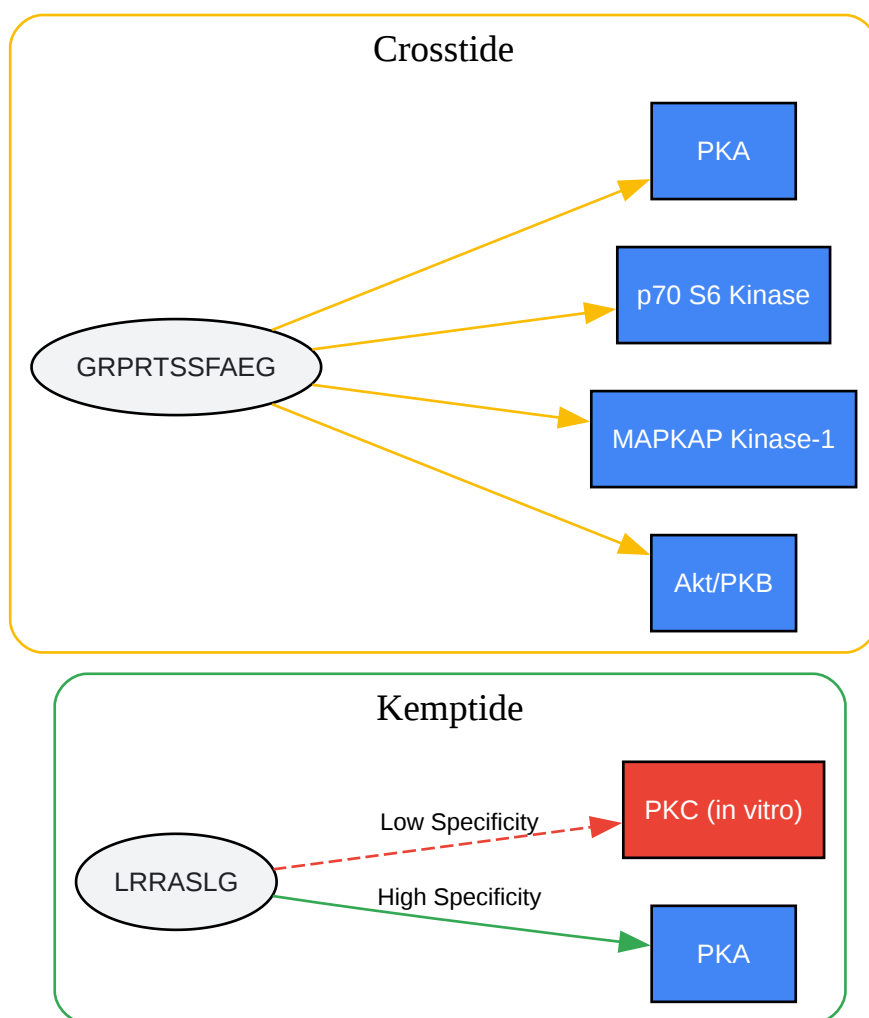 Crosstide
PKA
p70 S6 Kinase
GRPRTSSFAEG
MAPKAP Kinase-1
Akt/PKB
Kemptide
PKC (in vitro)
Low Specificity
LRRASLG
High Specificity
PKA